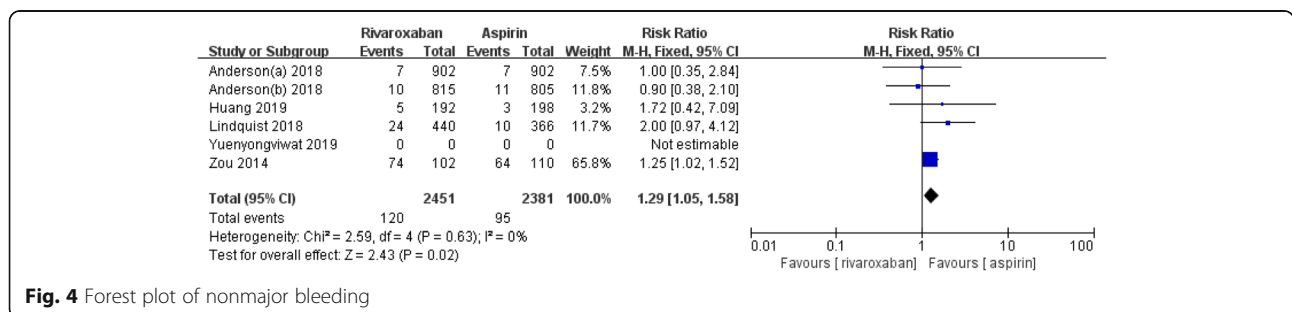 Rivaroxaban Aspirin Risk Ratio Risk Ratio
Study or Subgroup Events Total Events Total Weight M-H, Fixed, 95% CI M-H, Fixed, 95% CI
Anderson(a) 2018 7 902 7 902 7.5% 1.00 [0.35, 2.84]
Anderson(b) 2018 10 815 11 805 11.8% 0.90 [0.38, 2.10]
Huang 2019 5 192 3 198 3.2% 1.72 [0.42, 7.09]
Lindquist 2018 24 440 10 366 11.7% 2.00 [0.97, 4.12]
Yuenyongviwat 2019 0 0 0 0 Not estimable
Zou 2014 74 102 64 110 65.8% 1.25 [1.02, 1.52]
Total (95% CI) 2451 2381 100.0% 1.29 [1.05, 1.58]
Total events 120 95
Heterogeneity: Chi² = 2.59, df = 4 (P = 0.63); I² = 0%
Test for overall effect: Z = 2.43 (P = 0.02)
0.01 0.1 1 10 100
Favours [rivaroxaban] Favours [aspirin]
Fig. 4 Forest plot of nonmajor bleeding